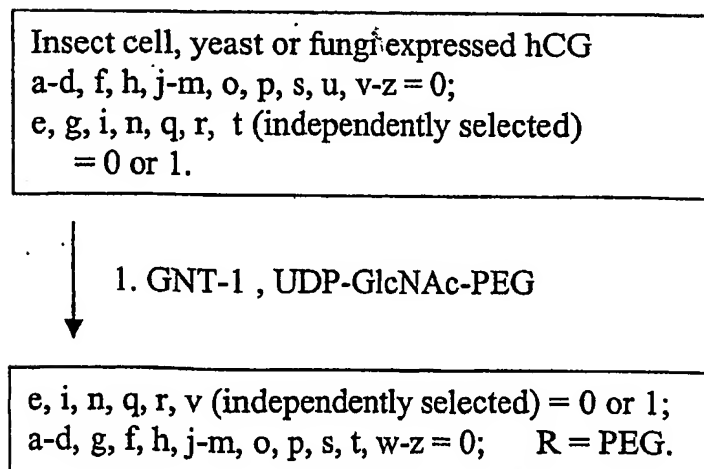 Insect cell, yeast or fungi expressed hCG
a-d, f, h, j-m, o, p, s, u, v-z = 0;
e, g, i, n, q, r, t (independently selected)
= 0 or 1.
1. GNT-1 , UDP-GlcNAc-PEG
e, i, n, q, r, v (independently selected) = 0 or 1;
a-d, g, f, h, j-m, o, p, s, t, w-z = 0; R = PEG.